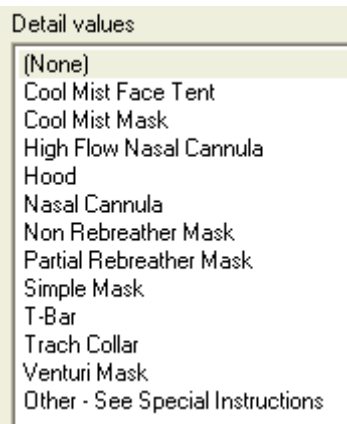 Detail values
(None)
Cool Mist Face Tent
Cool Mist Mask
High Flow Nasal Cannula
Hood
Nasal Cannula
Non Rebreather Mask
Partial Rebreather Mask
Simple Mask
T-Bar
Trach Collar
Venturi Mask
Other - See Special Instructions